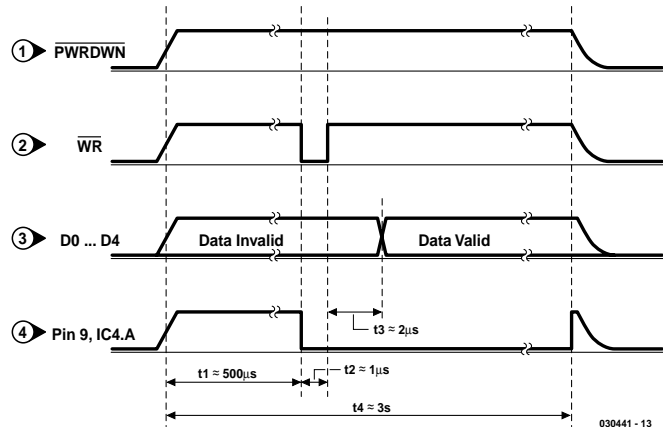 1 PWRDWN
2 WR
3 D0 ... D4 Data Invalid Data Valid
t3 ≈ 2µs
4 Pin 9, IC4.A
t1 ≈ 500µs t2 ≈ 1µs
t4 ≈ 3s
030441 - 13